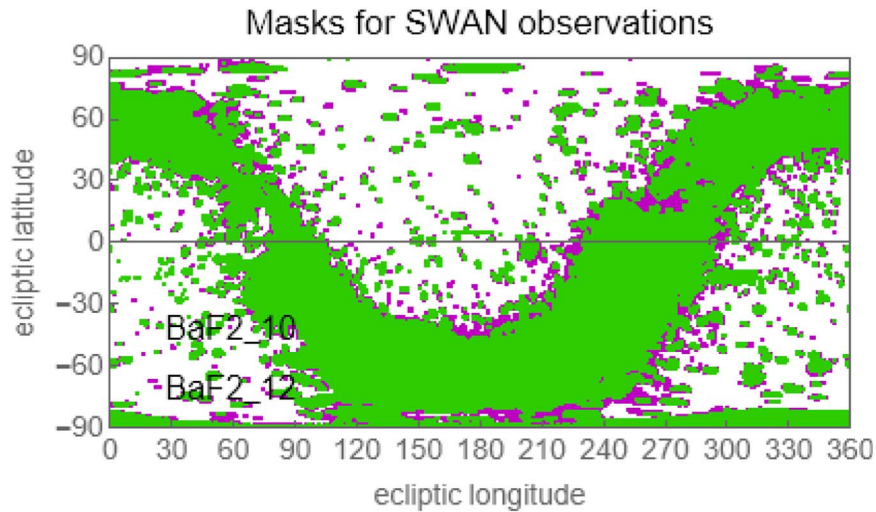 Masks for SWAN observations
90
60
30
0
−30
−60
−90
ecliptic latitude
BaF2_10
BaF2_12
0 30 60 90 120 150 180 210 240 270 300 330 360
ecliptic longitude